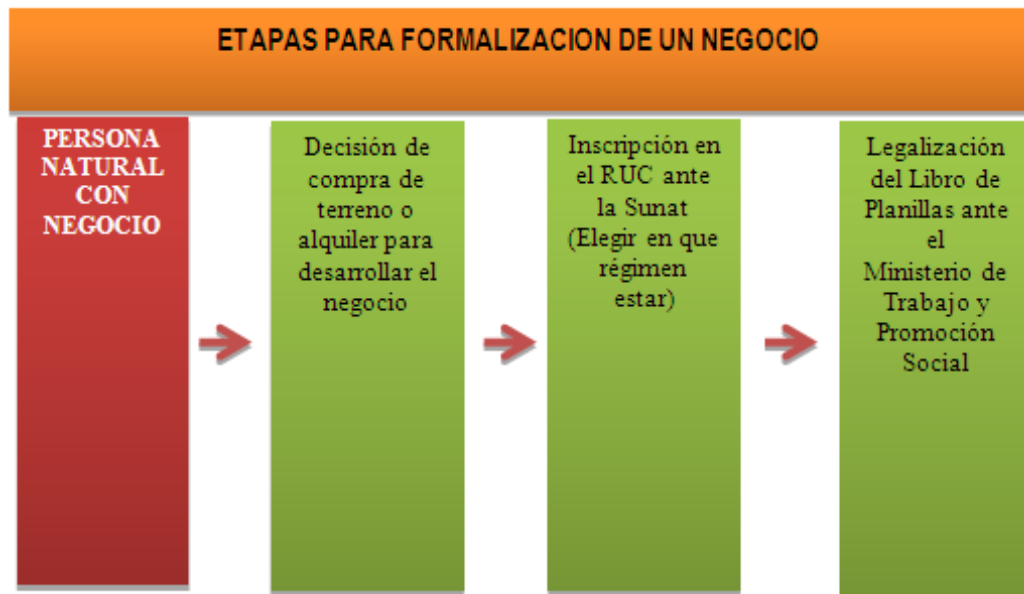 ETAPAS PARA FORMALIZACION DE UN NEGOCIO
PERSONA
NATURAL
CON
NEGOCIO
Decisión de
compra de
terreno o
alquiler para
desarrollar el
negocio
Inscripción en
el RUC ante
la Sunat
(Elegir en que
régimen
estar)
Legalización
del Libro de
Planillas ante
el
Ministerio de
Trabajo y
Promoción
Social